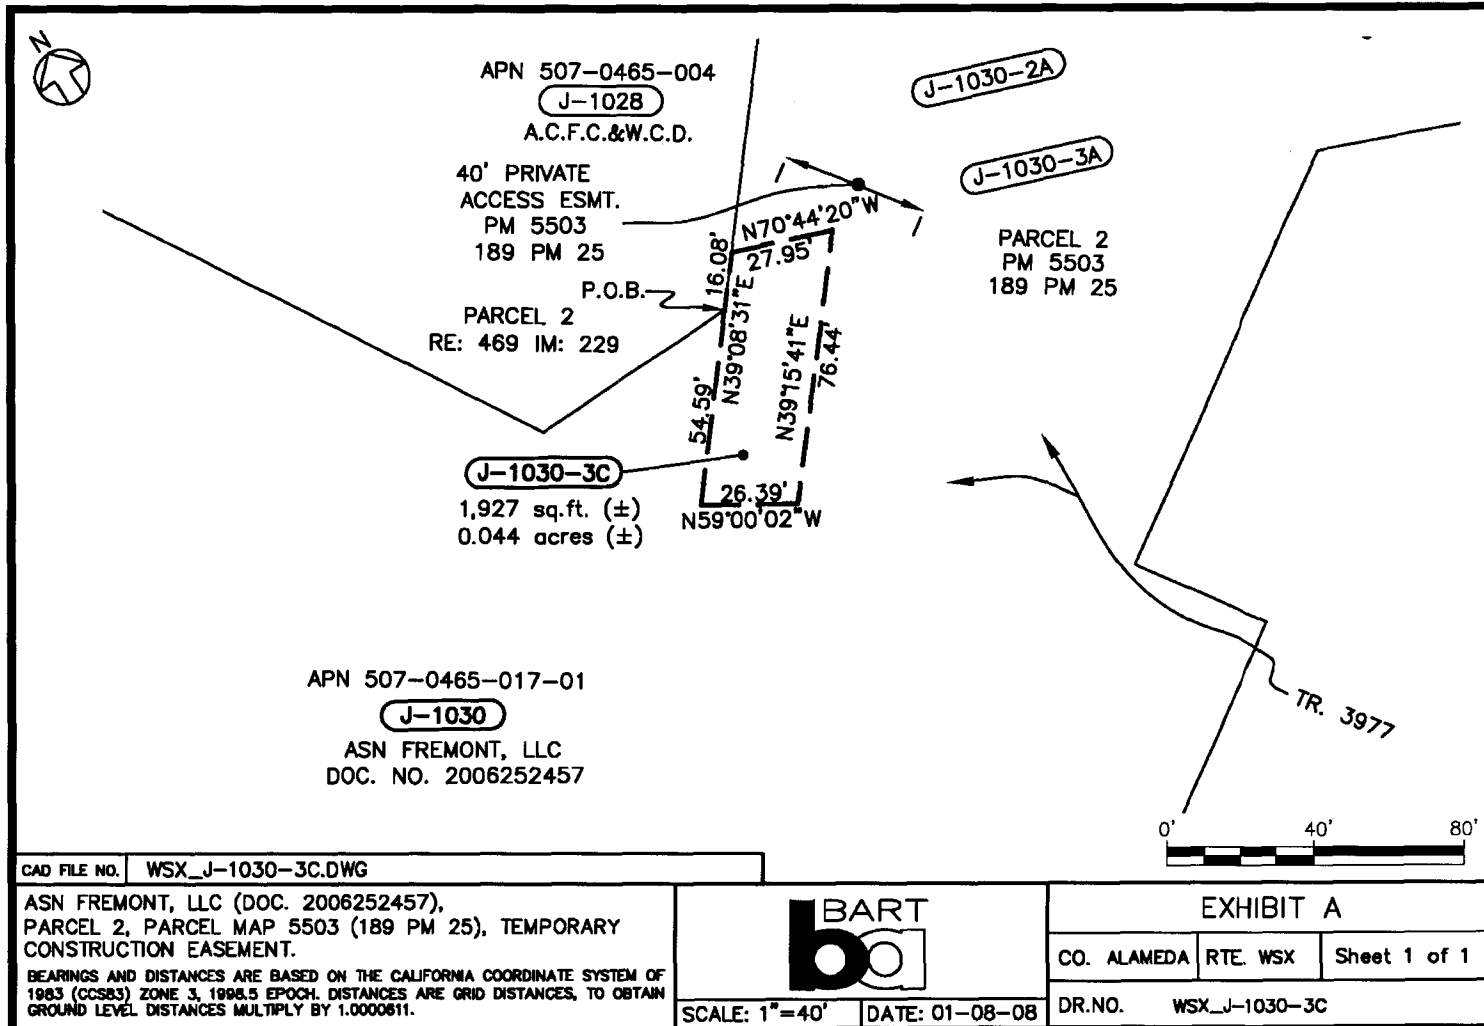 N
APN 507-0465-004
J-1028
A.C.F.C.&W.C.D.
40' PRIVATE
ACCESS ESMT.
PM 5503
189 PM 25
J-1030-2A
J-1030-3A
PARCEL 2
PM 5503
189 PM 25
N70°44'20"W
27.95'
16.08'
P.O.B.
PARCEL 2
RE: 469 IM: 229
N39°08'31"E
54.59'
N39°15'41"E
76.44'
J-1030-3C
1,927 sq.ft. (±)
0.044 acres (±)
26.39'
N59°00'02"W
TR. 3977
APN 507-0465-017-01
J-1030
ASN FREMONT, LLC
DOC. NO. 2006252457
0' 40' 80'
CAD FILE NO. WSX_J-1030-3C.DWG
ASN FREMONT, LLC (DOC. 2006252457),
PARCEL 2, PARCEL MAP 5503 (189 PM 25), TEMPORARY
CONSTRUCTION EASEMENT.
BEARINGS AND DISTANCES ARE BASED ON THE CALIFORNIA COORDINATE SYSTEM OF
1983 (CCS83) ZONE 3, 1998.5 EPOCH. DISTANCES ARE GRID DISTANCES, TO OBTAIN
GROUND LEVEL DISTANCES MULTIPLY BY 1.0000611.
BART
ba
SCALE: 1"=40' DATE: 01-08-08
EXHIBIT A
CO. ALAMEDA RTE. WSX Sheet 1 of 1
DR.NO. WSX_J-1030-3C